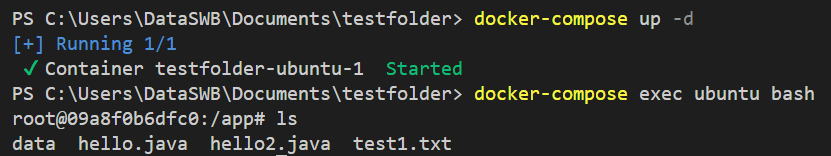 PS C:\Users\DataSWB\Documents\testfolder> docker-compose up -d
[+] Running 1/1
✓ Container testfolder-ubuntu-1  Started
PS C:\Users\DataSWB\Documents\testfolder> docker-compose exec ubuntu bash
root@09a8f0b6dfc0:/app# ls
data  hello.java  hello2.java  test1.txt